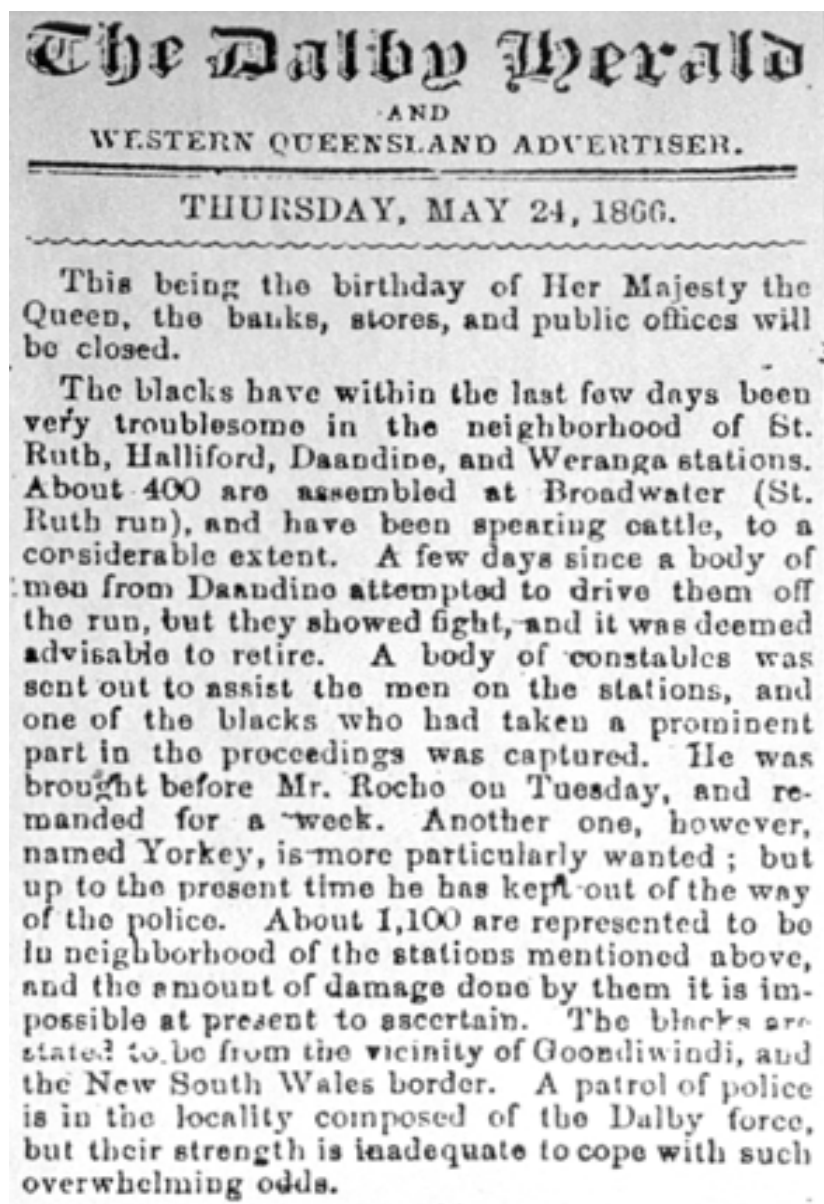 The Dalby Herald
AND
WESTERN QUEENSLAND ADVERTISER.
THURSDAY, MAY 24, 1866.
This being the birthday of Her Majesty the
Queen, the banks, stores, and public offices will
be closed.
The blacks have within the last few days been
very troublesome in the neighborhood of St.
Ruth, Halliford, Daandine, and Weranga stations.
About 400 are assembled at Broadwater (St.
Ruth run), and have been spearing cattle, to a
considerable extent. A few days since a body of
men from Daandine attempted to drive them off
the run, but they showed fight, and it was deemed
advisable to retire. A body of constables was
sent out to assist the men on the stations, and
one of the blacks who had taken a prominent
part in the proceedings was captured. He was
brought before Mr. Roche on Tuesday, and re-
manded for a week. Another one, however,
named Yorkey, is more particularly wanted ; but
up to the present time he has kept out of the way
of the police. About 1,100 are represented to be
in neighborhood of the stations mentioned above,
and the amount of damage done by them it is im-
possible at present to ascertain. The blacks are
stated to be from the vicinity of Goondiwindi, and
the New South Wales border. A patrol of police
is in the locality composed of the Dalby force,
but their strength is inadequate to cope with such
overwhelming odds.